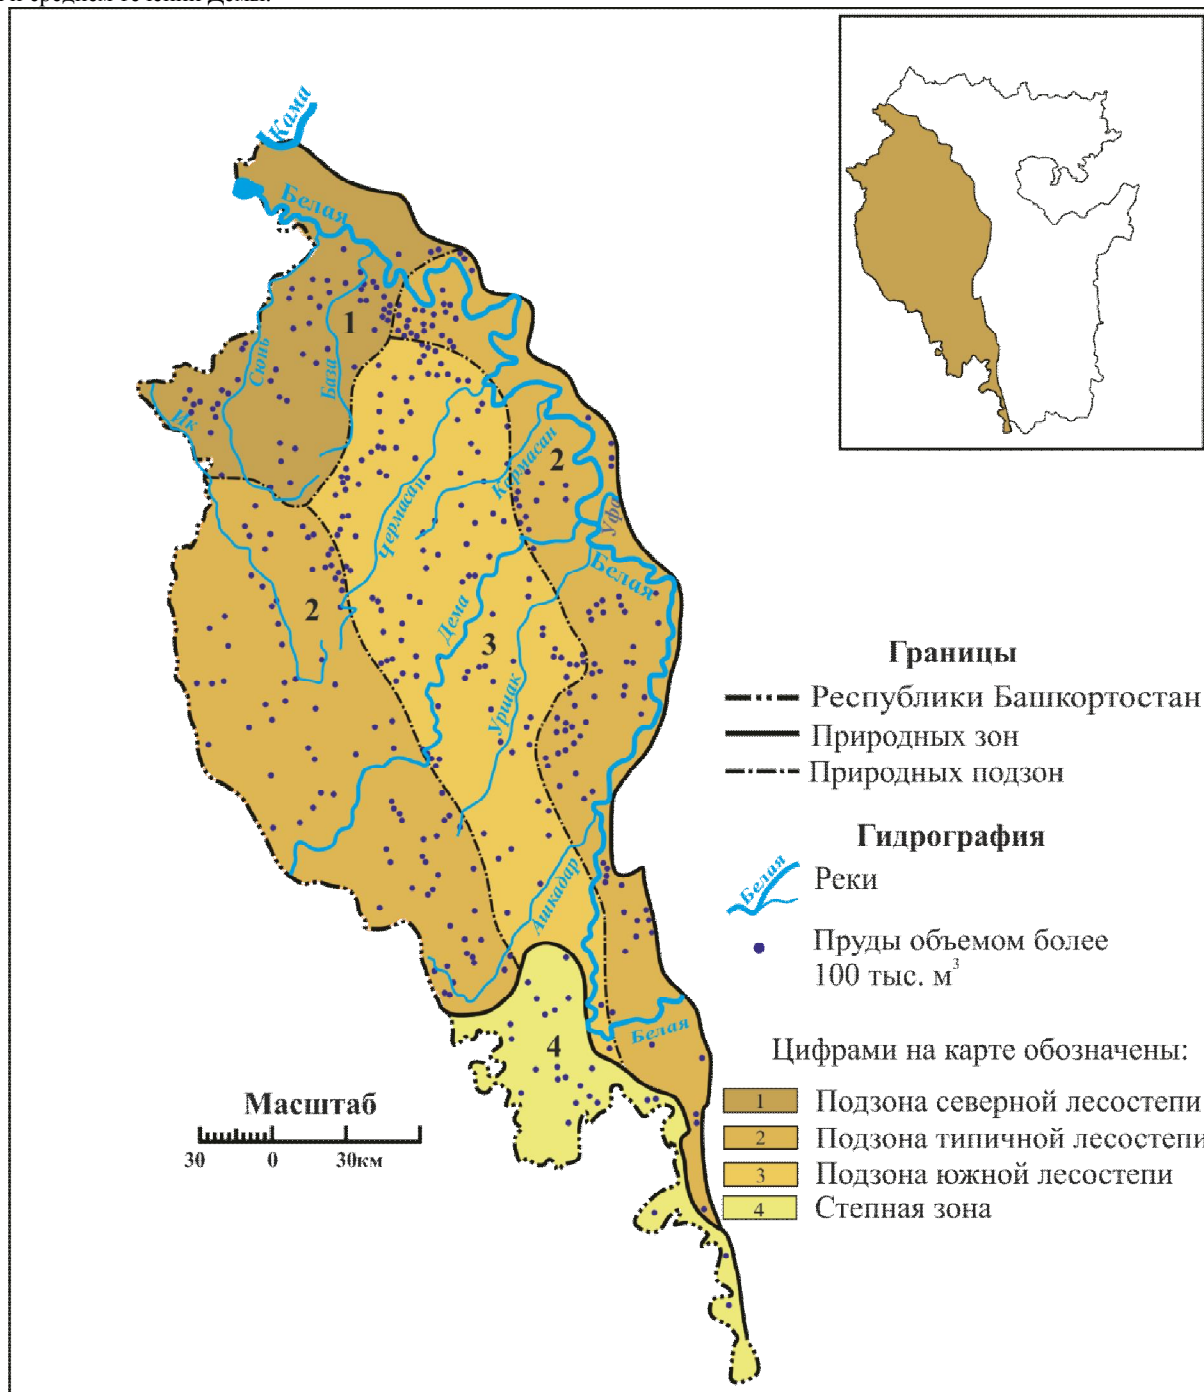 и среднем течении Демы.
Кама
Белая
1
Сюнь
База
Ик
Чермасан
Кармасан
2
Уфа
Белая
2
Дема
3
Уршак
Ашкадар
Белая
4
Масштаб
30 0 30км
Границы
Республики Башкортостан
Природных зон
Природных подзон
Гидрография
Белая
Реки
Пруды объемом более
100 тыс. м³
Цифрами на карте обозначены:
1 Подзона северной лесостепи
2 Подзона типичной лесостепи
3 Подзона южной лесостепи
4 Степная зона